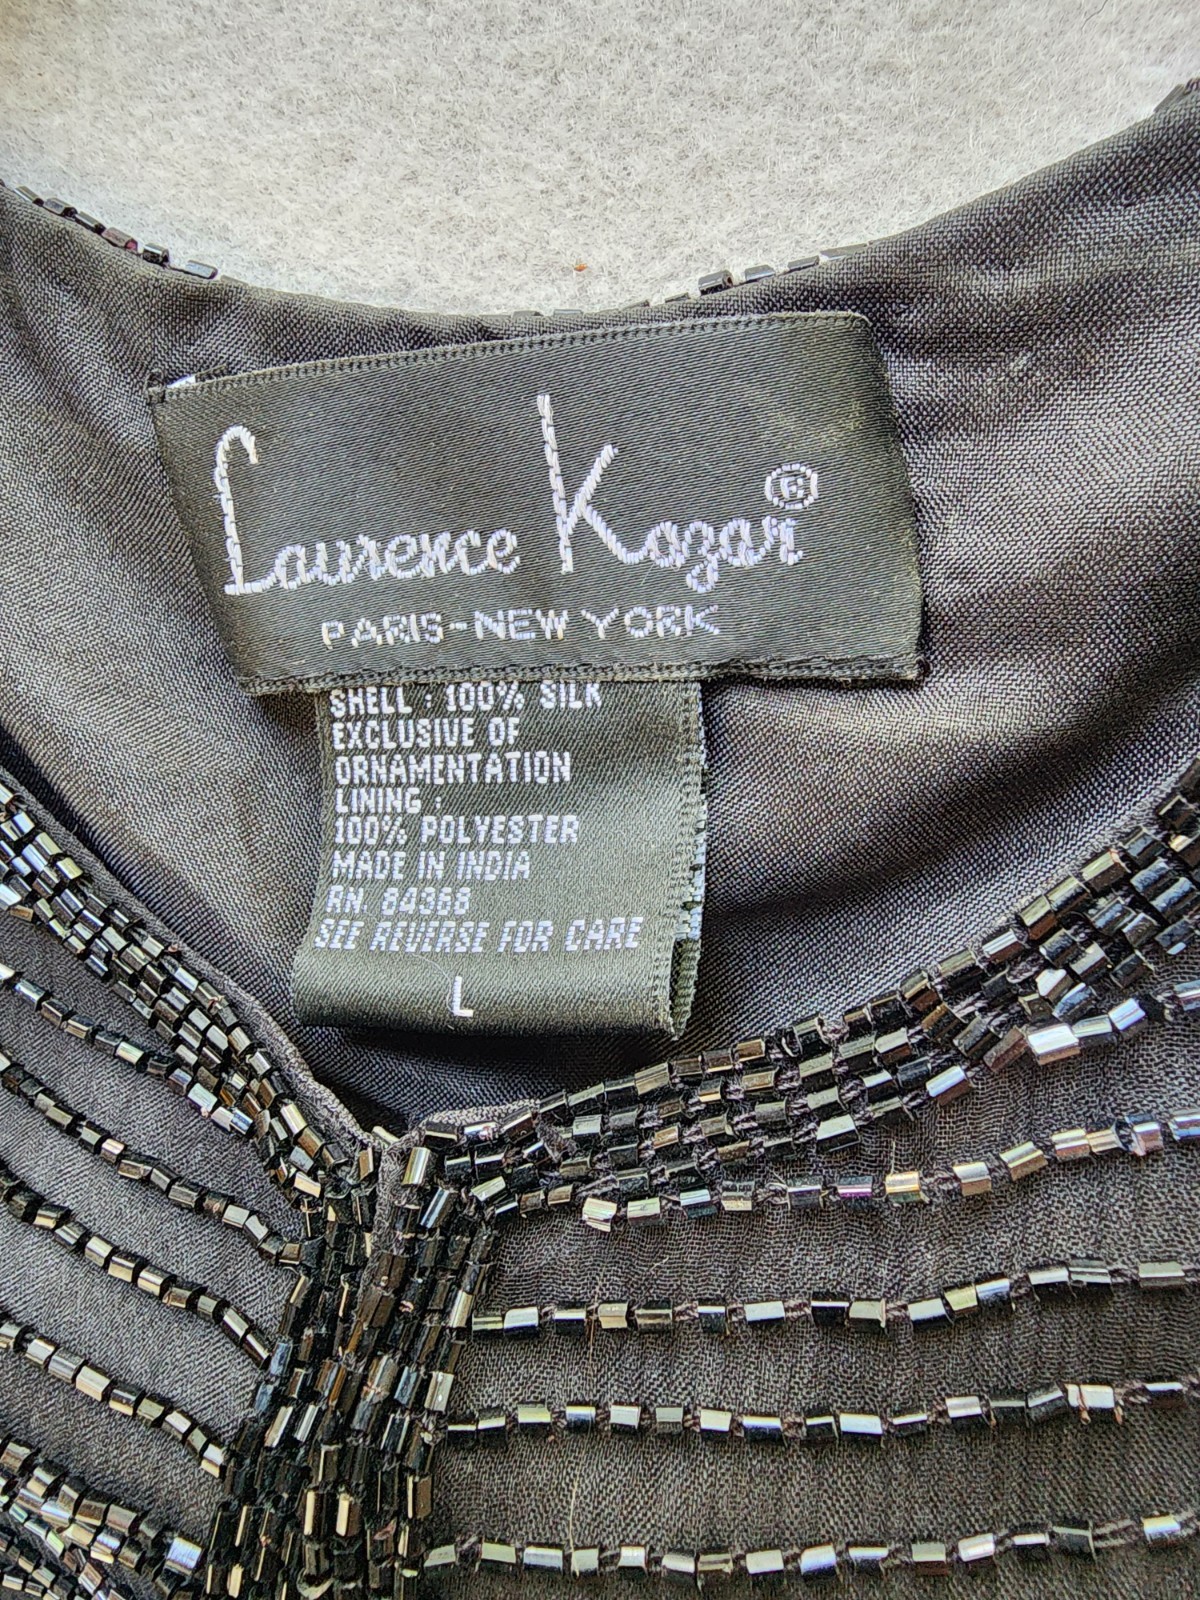 Laurence Kazar®
PARIS-NEW YORK
SHELL : 100% SILK
EXCLUSIVE OF
ORNAMENTATION
LINING :
100% POLYESTER
MADE IN INDIA
RN. 64368
SEE REVERSE FOR CARE
L